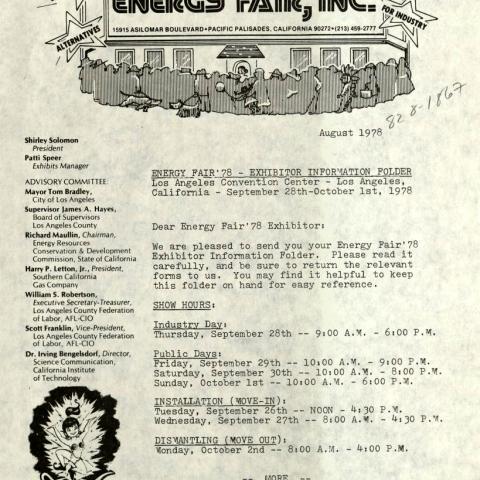 ENERGY FAIR, INC.
ALTERNATIVES
FOR INDUSTRY
15915 ASILOMAR BOULEVARD • PACIFIC PALISADES, CALIFORNIA 90272 • (213) 459-2777
828-1867
August 1978
Shirley Solomon
President
Patti Speer
Exhibits Manager
ADVISORY COMMITTEE:
Mayor Tom Bradley,
City of Los Angeles
Supervisor James A. Hayes,
Board of Supervisors
Los Angeles County
Richard Maullin, Chairman,
Energy Resources
Conservation & Development
Commission, State of California
Harry P. Letton, Jr., President,
Southern California
Gas Company
William S. Robertson,
Executive Secretary-Treasurer,
Los Angeles County Federation
of Labor, AFL-CIO
Scott Franklin, Vice-President,
Los Angeles County Federation
of Labor, AFL-CIO
Dr. Irving Bengelsdorf, Director,
Science Communication,
California Institute
of Technology
ENERGY FAIR'78 - EXHIBITOR INFORMATION FOLDER
Los Angeles Convention Center - Los Angeles,
California - September 28th-October 1st, 1978
Dear Energy Fair'78 Exhibitor:
We are pleased to send you your Energy Fair'78
Exhibitor Information Folder. Please read it
carefully, and be sure to return the relevant
forms to us. You may find it helpful to keep
this folder on hand for easy reference.
SHOW HOURS:
Industry Day:
Thursday, September 28th -- 9:00 A.M. - 6:00 P.M.
Public Days:
Friday, September 29th -- 10:00 A.M. - 9:00 P.M.
Saturday, September 30th -- 10:00 A.M. - 8:00 P.M.
Sunday, October 1st -- 10:00 A.M. - 6:00 P.M.
INSTALLATION (MOVE-IN):
Tuesday, September 26th -- NOON - 4:30 P.M.
Wednesday, September 27th -- 8:00 A.M. - 4:30 P.M.
DISMANTLING (MOVE OUT):
Monday, October 2nd -- 8:00 A.M. - 4:00 P.M.
-- MORE --